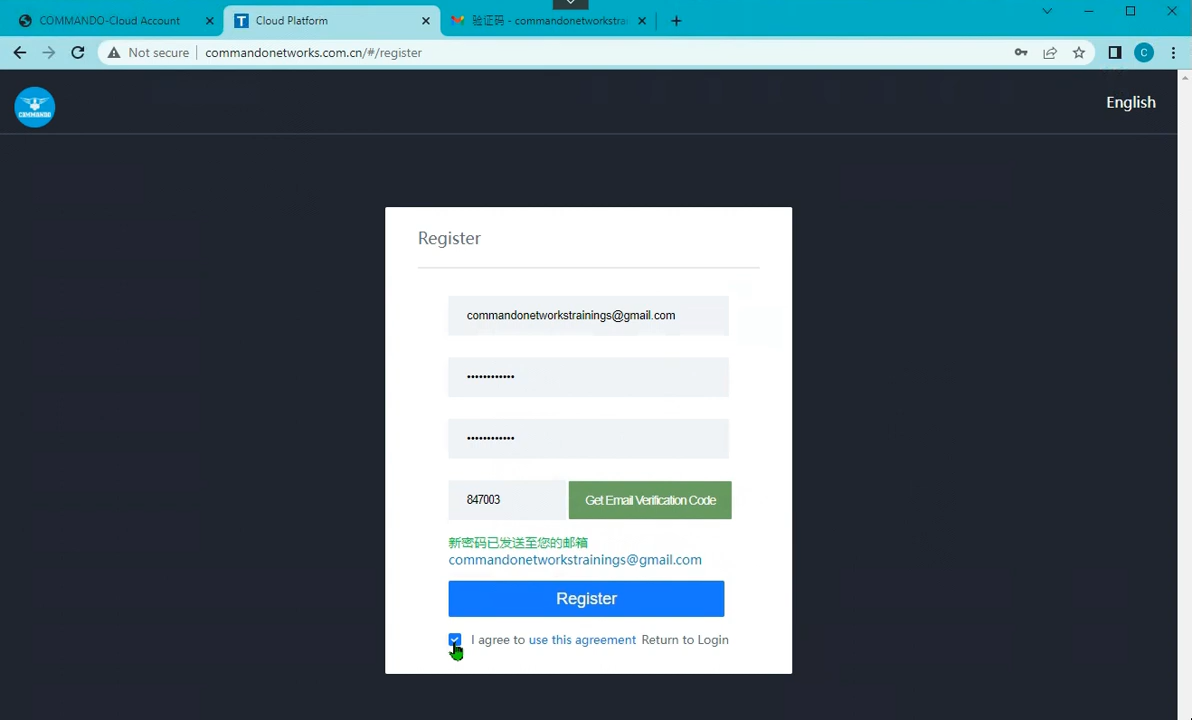 COMMANDO-Cloud Account
Cloud Platform
验证码 - commandonetworkstrai
Not secure
commandonetworks.com.cn/#/register
C
COMMANDO
English
Register
commandonetworkstrainings@gmail.com
••••••••••••
••••••••••••
847003
Get Email Verification Code
新密码已发送至您的邮箱
commandonetworkstrainings@gmail.com
Register
I agree to use this agreement Return to Login